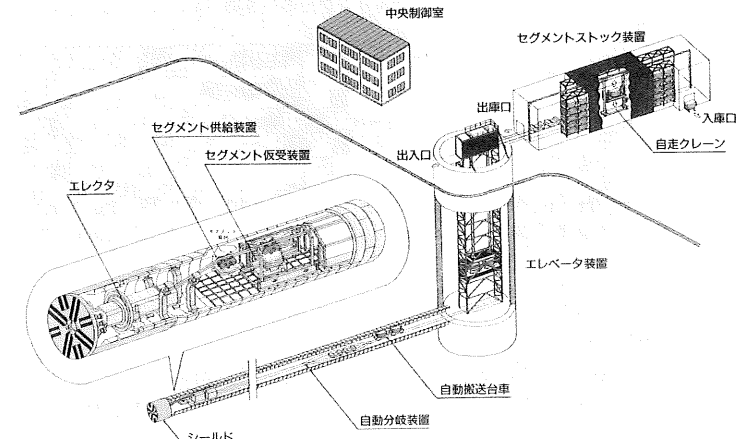 中央制御室
セグメントストック装置
セグメント供給装置
出庫口
入庫口
セグメント仮受装置
出入口
自走クレーン
エレクタ
エレベータ装置
自動搬送台車
自動分岐装置
シールド